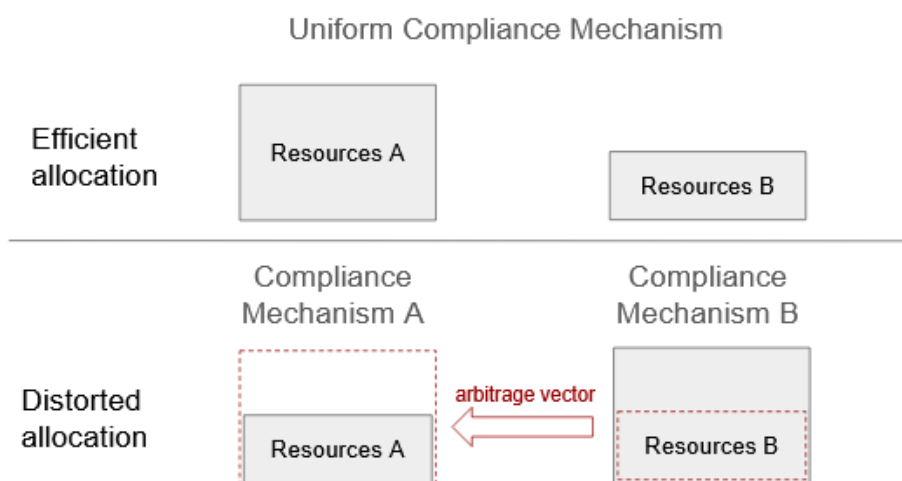 Uniform Compliance Mechanism
Efficient
allocation
Resources A
Resources B
Compliance
Mechanism A
Compliance
Mechanism B
Distorted
allocation
arbitrage vector
Resources A
Resources B